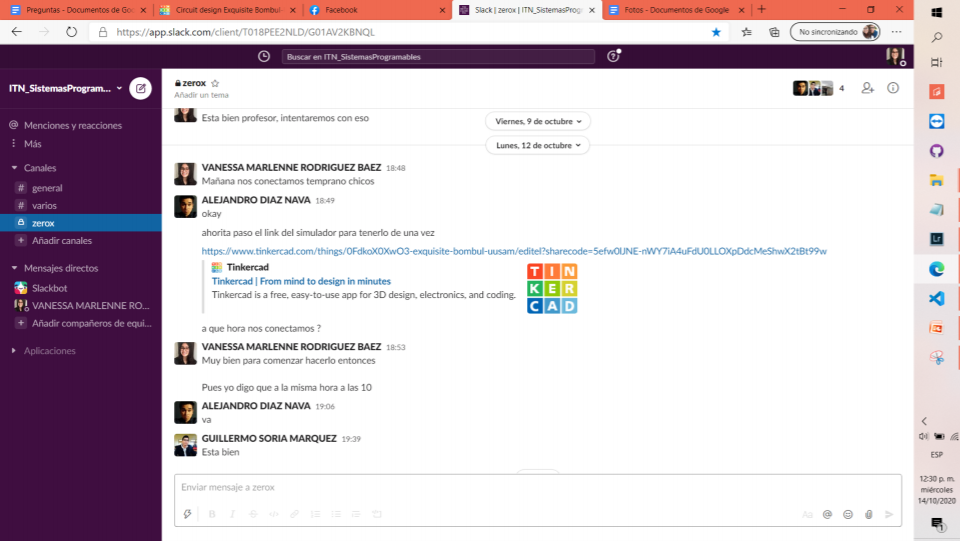 Preguntas - Documentos de Goo
Circuit design Exquisite Bombul
Facebook
Slack | zerox | ITN_SistemasProgr
Fotos - Documentos de Google
https://app.slack.com/client/T018PEE2NLD/G01AV2KBNQL
No sincronizando
Buscar en ITN_SistemasProgramables
ITN_SistemasProgram...
Menciones y reacciones
Más
Canales
# general
# varios
zerox
+ Añadir canales
Mensajes directos
Slackbot
VANESSA MARLENNE RO...
+ Añadir compañeros de equi...
Aplicaciones
zerox
Añadir un tema
4
Esta bien profesor, intentaremos con eso
Viernes, 9 de octubre
Lunes, 12 de octubre
VANESSA MARLENNE RODRIGUEZ BAEZ 18:48
Mañana nos conectamos temprano chicos
ALEJANDRO DIAZ NAVA 18:49
okay
ahorita paso el link del simulador para tenerlo de una vez
https://www.tinkercad.com/things/0FdkoX0XwO3-exquisite-bombul-uusam/editel?sharecode=5efw0UNE-nWY7iA4uFdU0LLOXpDdcMeShwX2tBt99w
Tinkercad
Tinkercad | From mind to design in minutes
Tinkercad is a free, easy-to-use app for 3D design, electronics, and coding.
TIN
KER
CAD
a que hora nos conectamos ?
VANESSA MARLENNE RODRIGUEZ BAEZ 18:53
Muy bien para comenzar hacerlo entonces
Pues yo digo que a la misma hora a las 10
ALEJANDRO DIAZ NAVA 19:06
va
GUILLERMO SORIA MARQUEZ 19:39
Esta bien
Enviar mensaje a zerox
ESP
12:30 p. m.
miércoles
14/10/2020